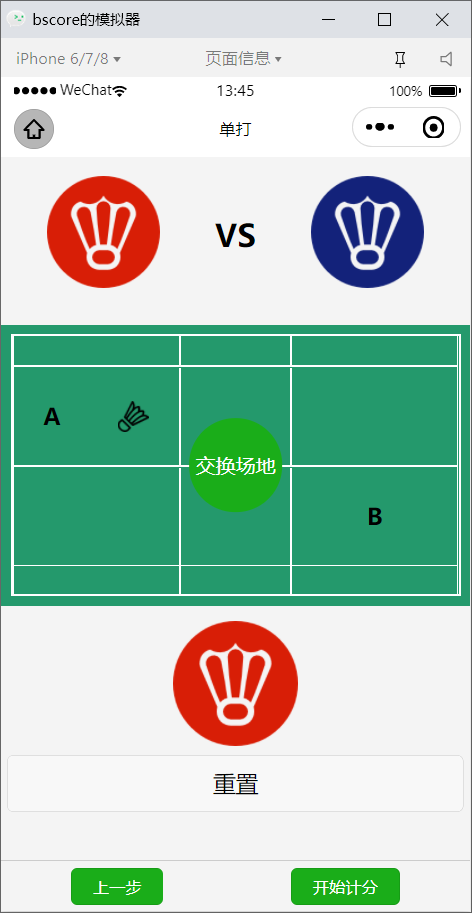 bscore的模拟器
iPhone 6/7/8 页面信息
WeChat 13:45 100%
单打
VS
A
交换场地
B
重置
上一步 开始计分